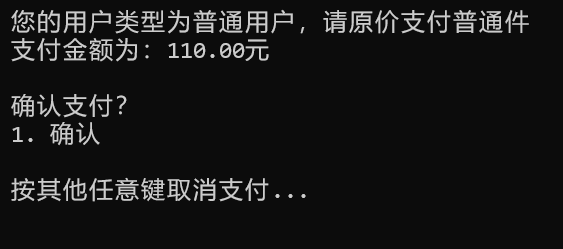 您的用户类型为普通用户，请原价支付普通件
支付金额为：110.00元
确认支付？
1. 确认
按其他任意键取消支付...